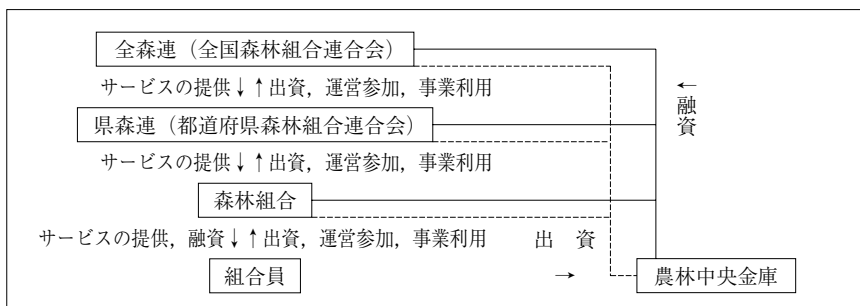 全森連（全国森林組合連合会）
サービスの提供↓↑出資，運営参加，事業利用
←融資
県森連（都道府県森林組合連合会）
サービスの提供↓↑出資，運営参加，事業利用
森林組合
サービスの提供，融資↓↑出資，運営参加，事業利用 出 資
組合員 → 農林中央金庫